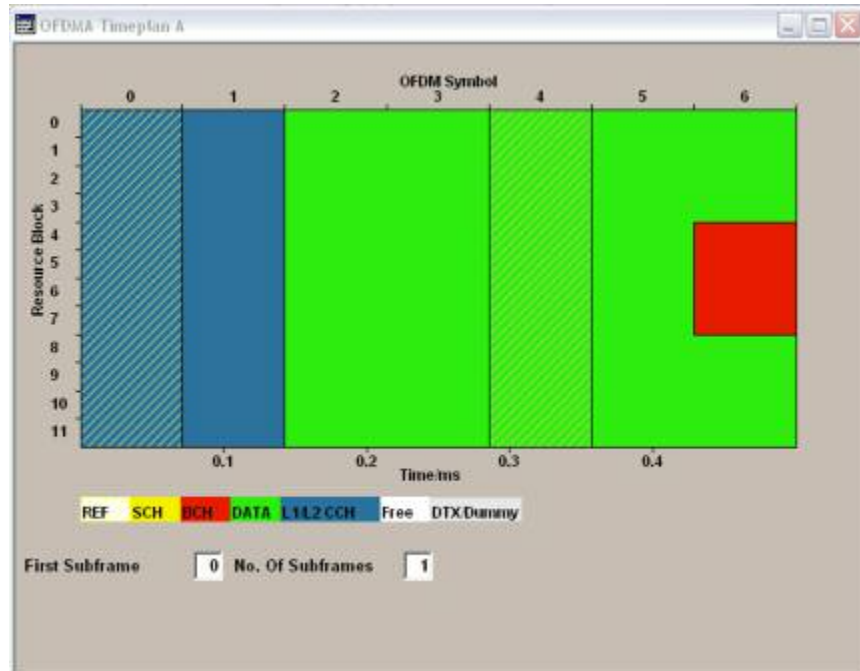 OFDMA Timeplan A
OFDM Symbol
0 1 2 3 4 5 6
Resource Block
0
1
2
3
4
5
6
7
8
9
10
11
0.1 0.2 0.3 0.4
Time/ms
REF SCH BCH DATA L1/L2 CCH Free DTX/Dummy
First Subframe 0 No. Of Subframes 1